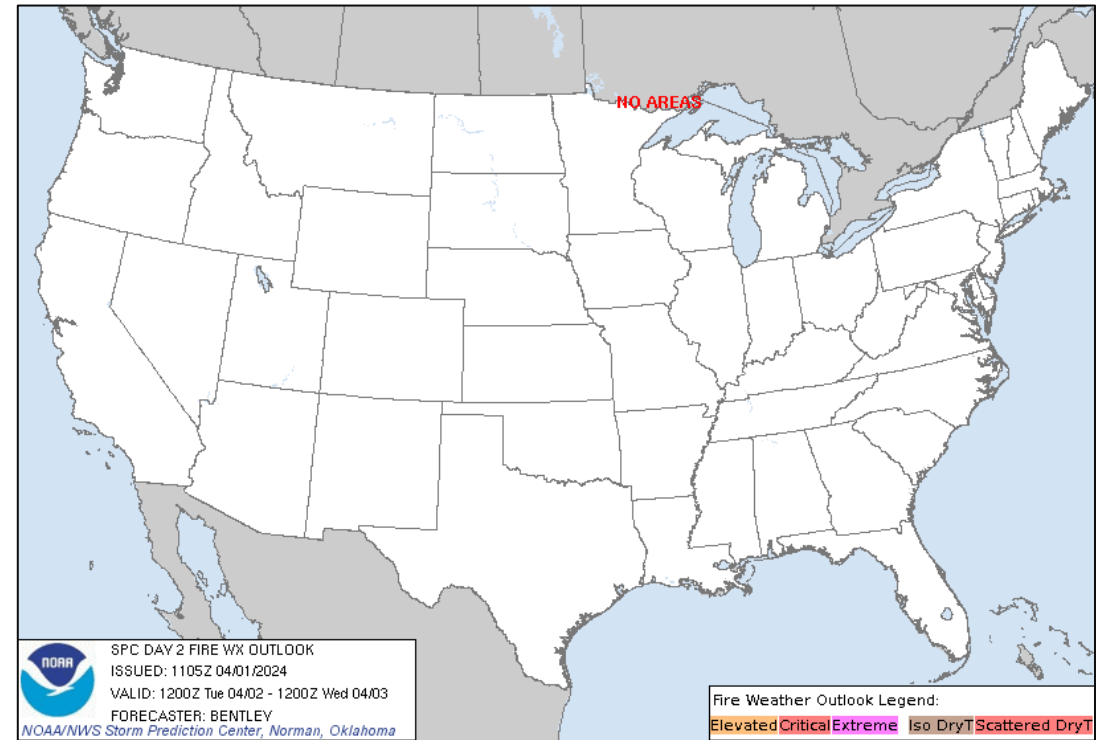 NO AREAS
NOAA
SPC DAY 2 FIRE WX OUTLOOK
ISSUED: 1105Z 04/01/2024
VALID: 1200Z Tue 04/02 - 1200Z Wed 04/03
FORECASTER: BENTLEY
NOAA/NWS Storm Prediction Center, Norman, Oklahoma
Fire Weather Outlook Legend:
Elevated Critical Extreme Iso DryT Scattered DryT